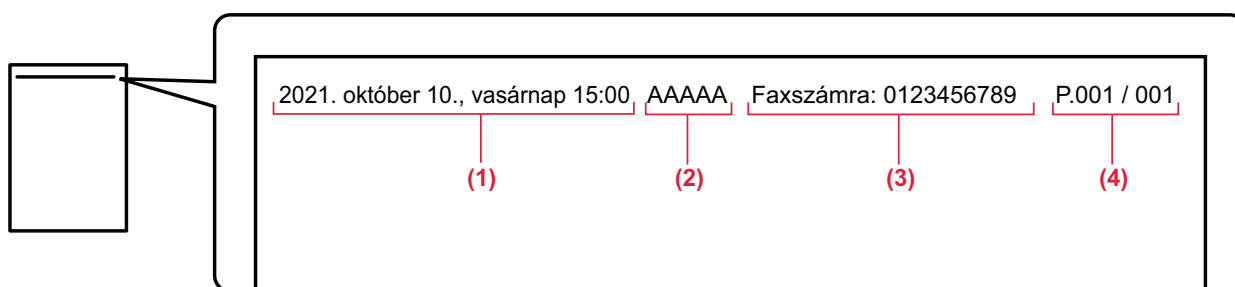 2021. október 10., vasárnap 15:00 AAAAA Faxszámra: 0123456789 P.001 / 001
(1) (2) (3) (4)